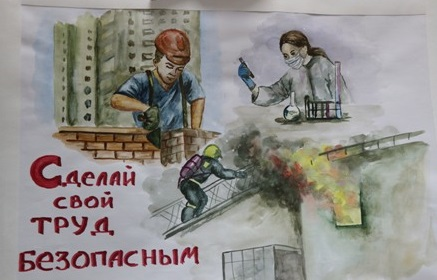 Сделай
свой
труд
безопасным